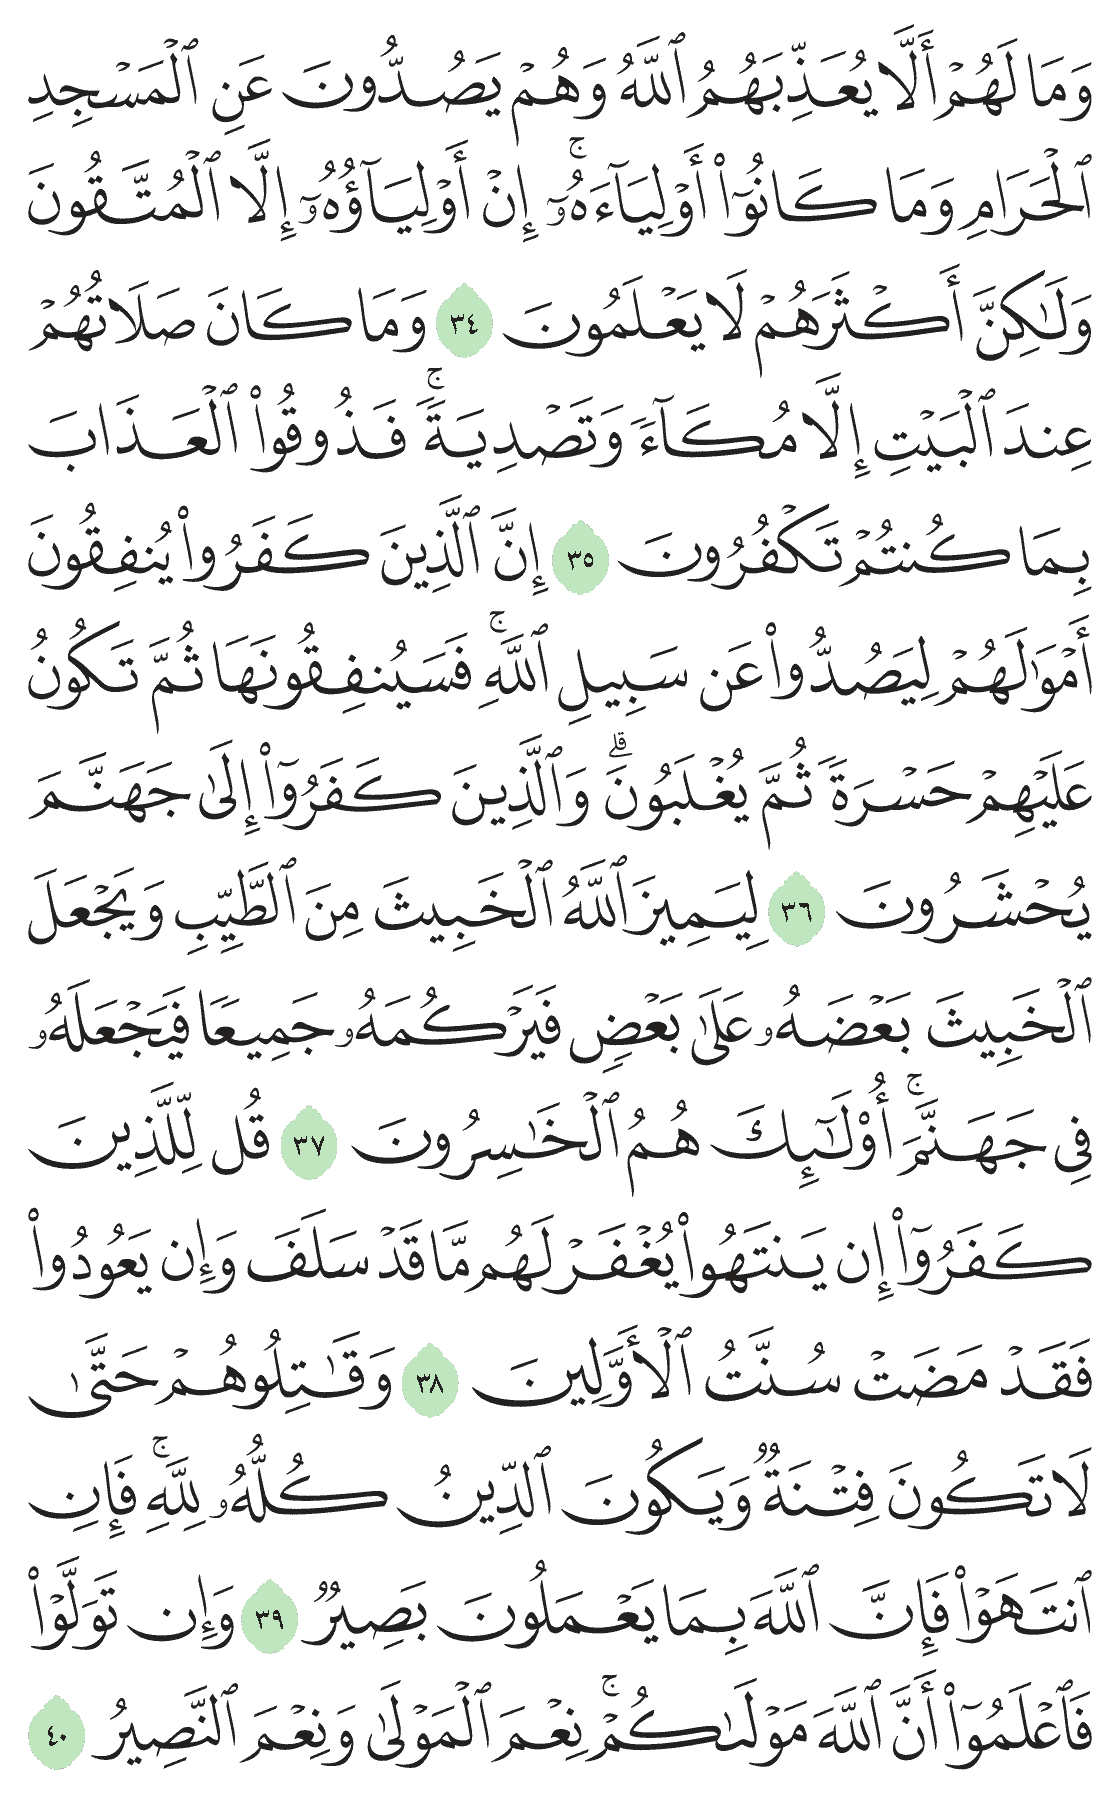 وَمَا لَهُمۡ أَلَّا يُعَذِّبَهُمُ ٱللَّهُ وَهُمۡ يَصُدُّونَ عَنِ ٱلۡمَسۡجِدِ
ٱلۡحَرَامِ وَمَا كَانُوٓاْ أَوۡلِيَآءَهُۥٓۚ إِنۡ أَوۡلِيَآؤُهُۥٓ إِلَّا ٱلۡمُتَّقُونَ
وَلَٰكِنَّ أَكۡثَرَهُمۡ لَا يَعۡلَمُونَ ٣٤ وَمَا كَانَ صَلَاتُهُمۡ
عِندَ ٱلۡبَيۡتِ إِلَّا مُكَآءٗ وَتَصۡدِيَةٗۚ فَذُوقُواْ ٱلۡعَذَابَ
بِمَا كُنتُمۡ تَكۡفُرُونَ ٣٥ إِنَّ ٱلَّذِينَ كَفَرُواْ يُنفِقُونَ
أَمۡوَٰلَهُمۡ لِيَصُدُّواْ عَن سَبِيلِ ٱللَّهِۚ فَسَيُنفِقُونَهَا ثُمَّ تَكُونُ
عَلَيۡهِمۡ حَسۡرَةٗ ثُمَّ يُغۡلَبُونَۗ وَٱلَّذِينَ كَفَرُوٓاْ إِلَىٰ جَهَنَّمَ
يُحۡشَرُونَ ٣٦ لِيَمِيزَ ٱللَّهُ ٱلۡخَبِيثَ مِنَ ٱلطَّيِّبِ وَيَجۡعَلَ
ٱلۡخَبِيثَ بَعۡضَهُۥ عَلَىٰ بَعۡضٖ فَيَرۡكُمَهُۥ جَمِيعٗا فَيَجۡعَلَهُۥ
فِي جَهَنَّمَۚ أُوْلَٰٓئِكَ هُمُ ٱلۡخَٰسِرُونَ ٣٧ قُل لِّلَّذِينَ
كَفَرُوٓاْ إِن يَنتَهُواْ يُغۡفَرۡ لَهُم مَّا قَدۡ سَلَفَ وَإِن يَعُودُواْ
فَقَدۡ مَضَتۡ سُنَّتُ ٱلۡأَوَّلِينَ ٣٨ وَقَٰتِلُوهُمۡ حَتَّىٰ
لَا تَكُونَ فِتۡنَةٞ وَيَكُونَ ٱلدِّينُ كُلُّهُۥ لِلَّهِۚ فَإِنِ
ٱنتَهَوۡاْ فَإِنَّ ٱللَّهَ بِمَا يَعۡمَلُونَ بَصِيرٞ ٣٩ وَإِن تَوَلَّوۡاْ
فَٱعۡلَمُوٓاْ أَنَّ ٱللَّهَ مَوۡلَىٰكُمۡۚ نِعۡمَ ٱلۡمَوۡلَىٰ وَنِعۡمَ ٱلنَّصِيرُ ٤٠